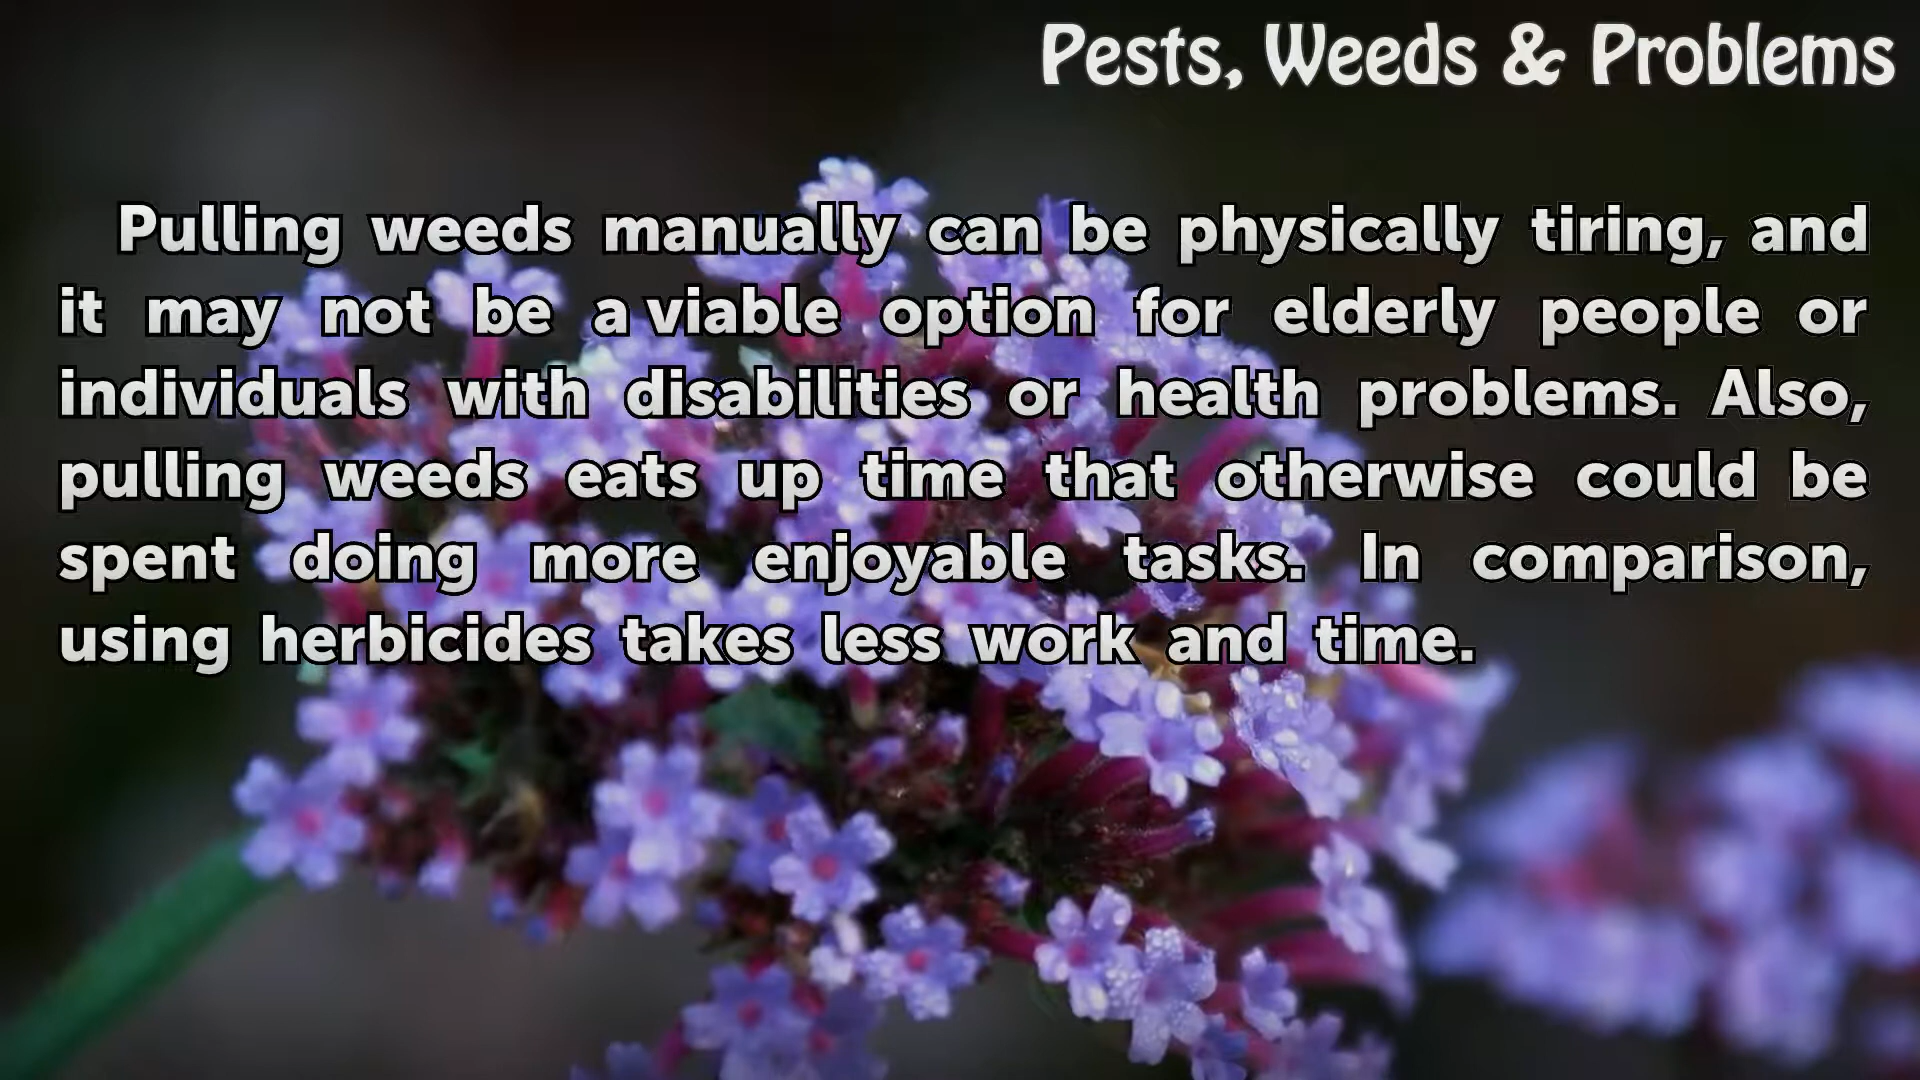 Pests, Weeds & Problems
Pulling weeds manually can be physically tiring, and
it may not be a viable option for elderly people or
individuals with disabilities or health problems. Also,
pulling weeds eats up time that otherwise could be
spent doing more enjoyable tasks. In comparison,
using herbicides takes less work and time.